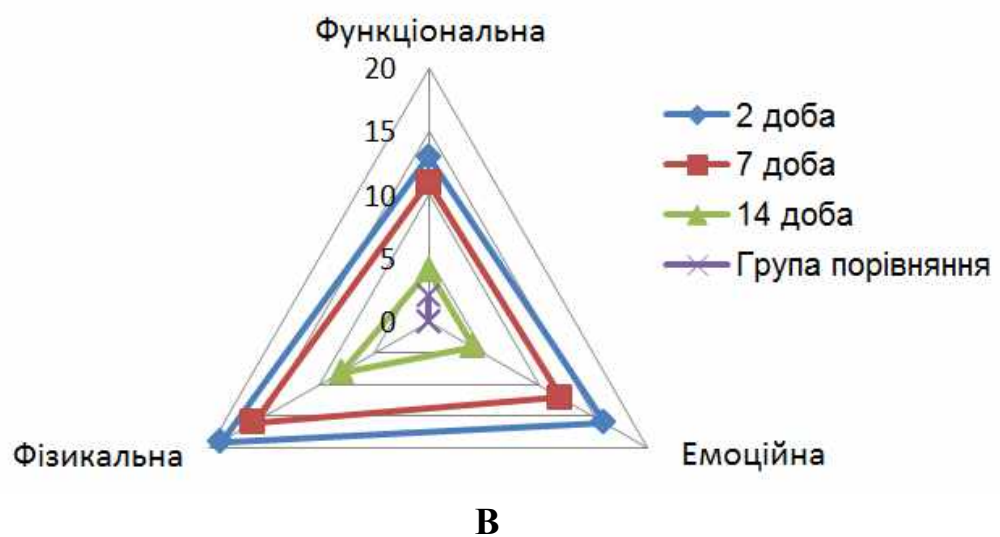 Функціональна
20
15
10
5
0
2 доба
7 доба
14 доба
Група порівняння
Фізикальна
Емоційна
В